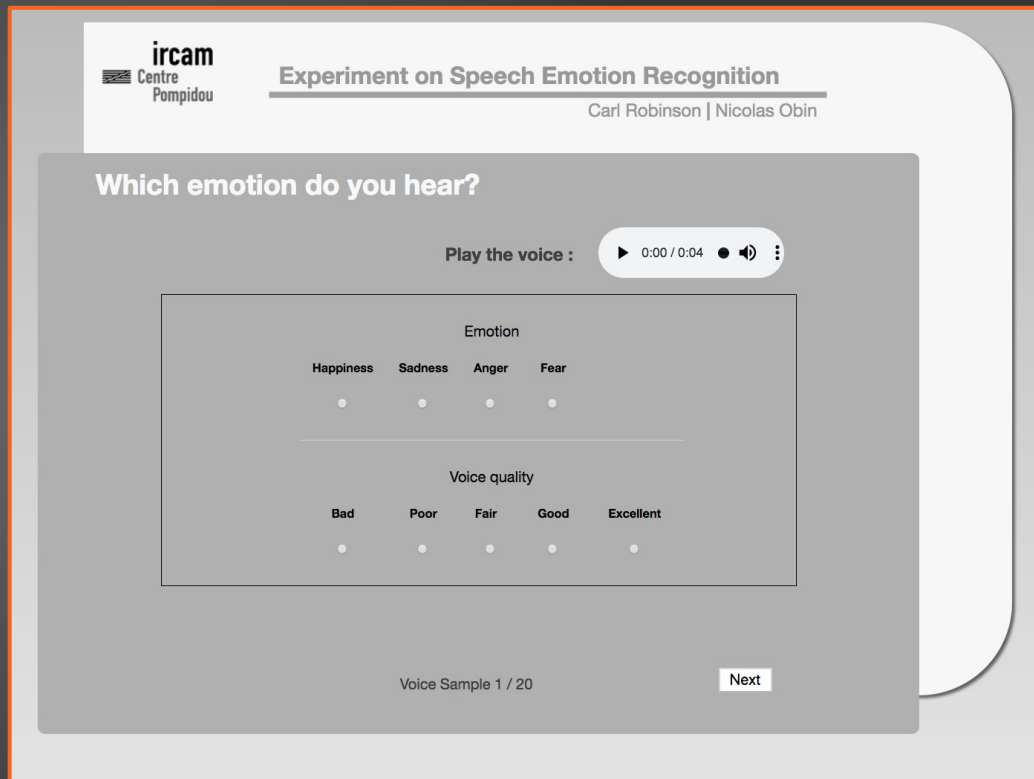 ircam
Centre
Pompidou
Experiment on Speech Emotion Recognition
Carl Robinson | Nicolas Obin
Which emotion do you hear?
Play the voice :
0:00 / 0:04
Emotion
Happiness Sadness Anger Fear
Voice quality
Bad Poor Fair Good Excellent
Voice Sample 1 / 20
Next